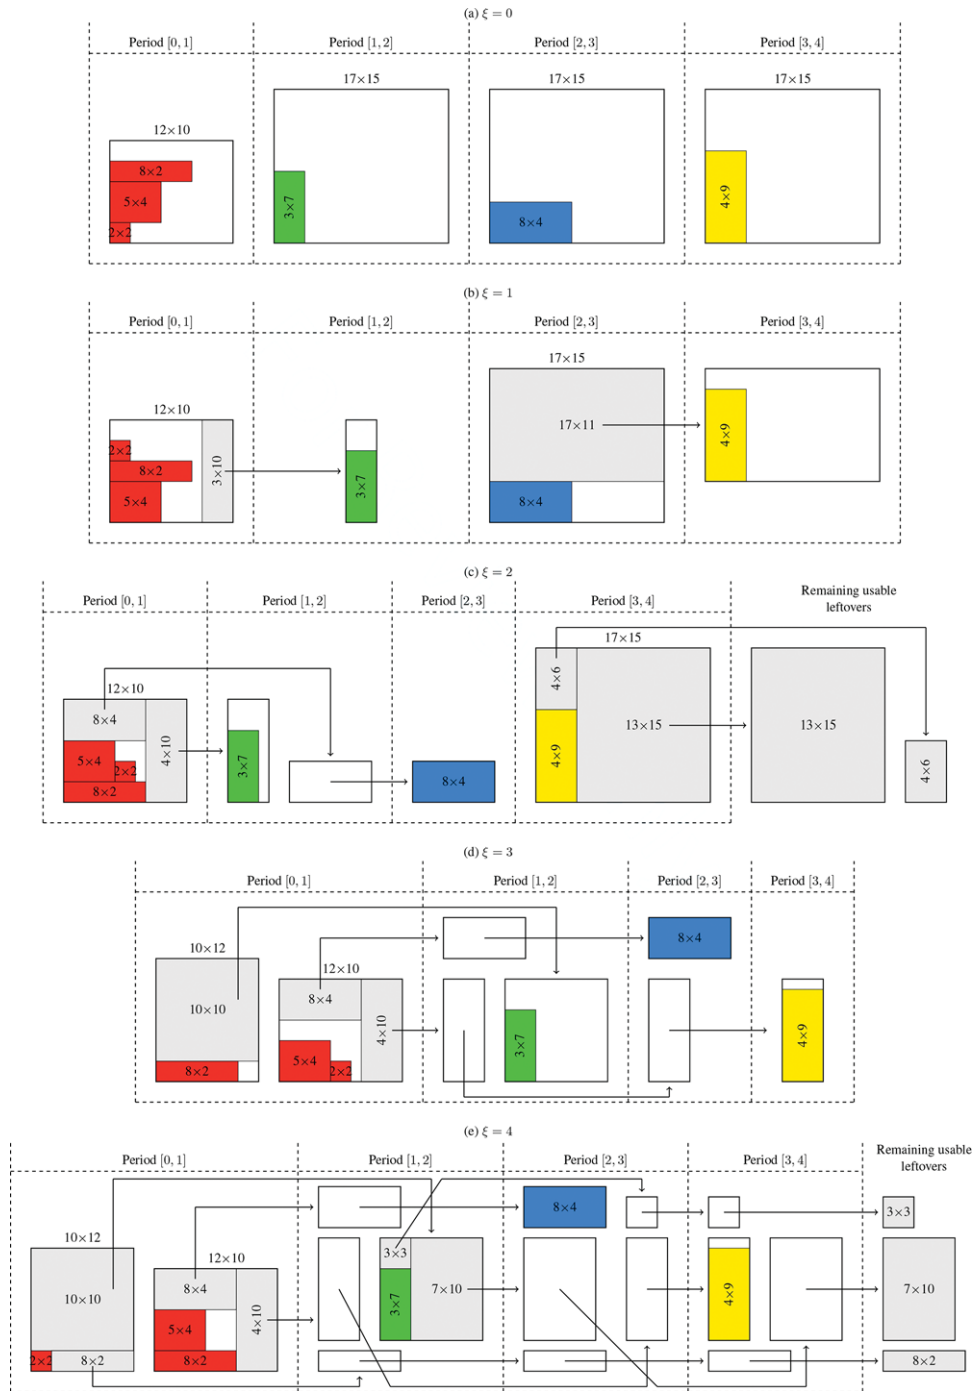 (a) ξ = 0
Period [0, 1]
Period [1, 2]
Period [2, 3]
Period [3, 4]
17×15
17×15
17×15
12×10
8×2
5×4
2×2
3×7
8×4
4×9
(b) ξ = 1
Period [0, 1]
Period [1, 2]
Period [2, 3]
Period [3, 4]
17×15
12×10
17×11
2×2
8×2
5×4
3×10
3×7
8×4
4×9
(c) ξ = 2
Period [0, 1]
Period [1, 2]
Period [2, 3]
Period [3, 4]
Remaining usable
leftovers
17×15
12×10
8×4
4×10
5×4
2×2
8×2
3×7
8×4
4×6
4×9
13×15
13×15
4×6
(d) ξ = 3
Period [0, 1]
Period [1, 2]
Period [2, 3]
Period [3, 4]
10×12
12×10
10×10
8×2
8×4
4×10
5×4
2×2
3×7
8×4
4×9
(e) ξ = 4
Period [0, 1]
Period [1, 2]
Period [2, 3]
Period [3, 4]
Remaining usable
leftovers
10×12
12×10
10×10
2×2
8×2
8×4
4×10
5×4
8×2
3×3
3×7
7×10
8×4
4×9
3×3
7×10
8×2